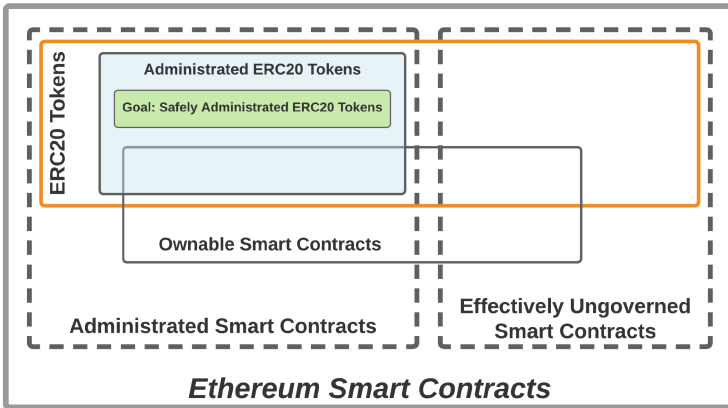 ERC20 Tokens
Administrated ERC20 Tokens
Goal: Safely Administrated ERC20 Tokens
Ownable Smart Contracts
Administrated Smart Contracts
Effectively Ungoverned
Smart Contracts
Ethereum Smart Contracts